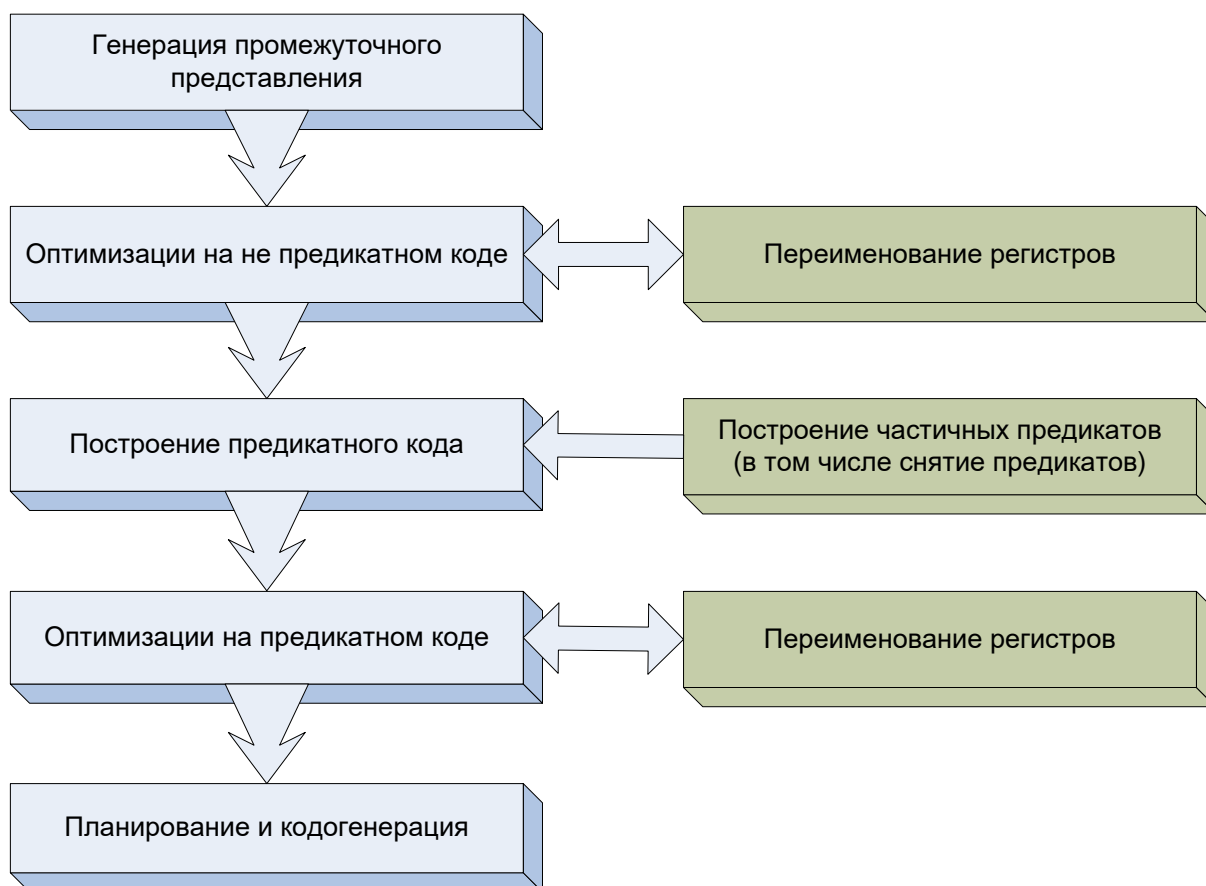 Генерация промежуточного
представления
Оптимизации на не предикатном коде
Переименование регистров
Построение предикатного кода
Построение частичных предикатов
(в том числе снятие предикатов)
Оптимизации на предикатном коде
Переименование регистров
Планирование и кодогенерация